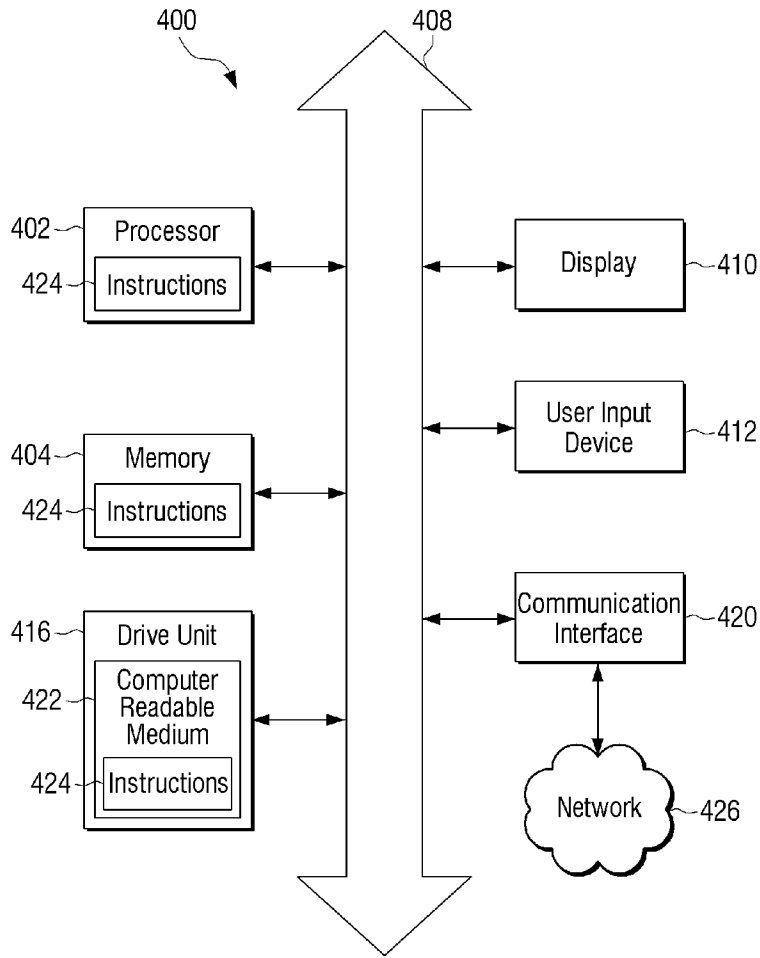 400
408
402
Processor
424
Instructions
Display
410
User Input
Device
412
404
Memory
424
Instructions
Communication
Interface
420
416
Drive Unit
422
Computer
Readable
Medium
424
Instructions
Network
426